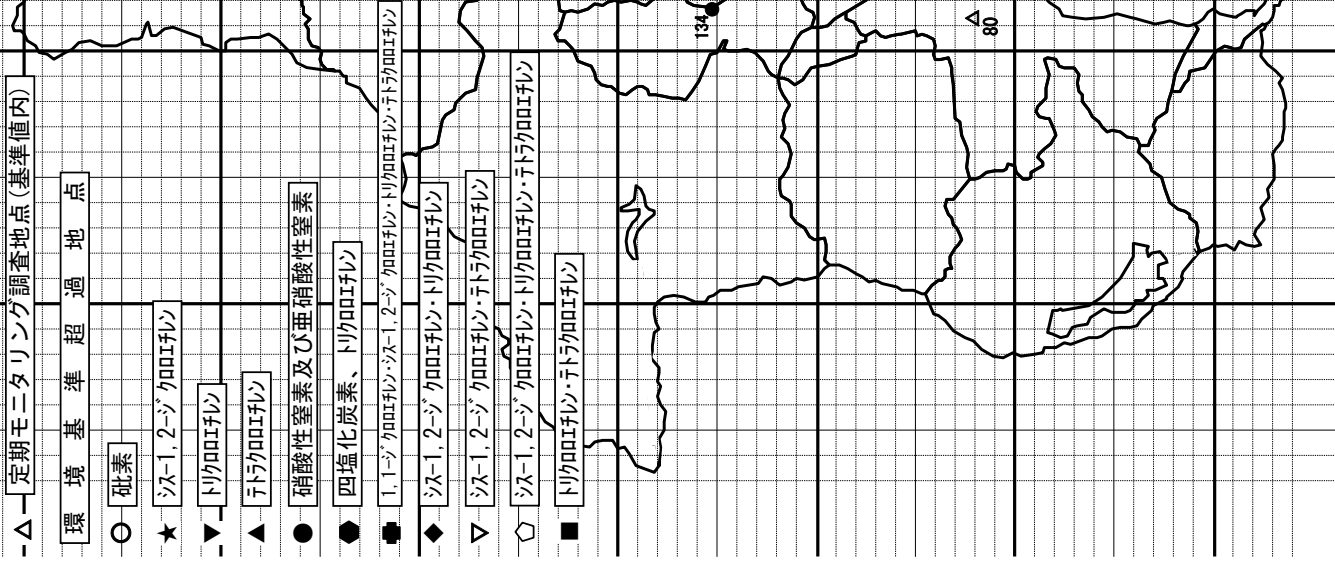 △ 定期モニタリング調査地点(基準値内)
環境基準超過地点
○ 砒素
★ シス-1,2-ジクロロエチレン
▼ トリクロロエチレン
▲ テトラクロロエチレン
● 硝酸性窒素及び亜硝酸性窒素
⬢ 四塩化炭素、トリクロロエチレン
✚ 1,1-ジクロロエチレン・シス-1,2-ジクロロエチレン・トリクロロエチレン・テトラクロロエチレン
◆ シス-1,2-ジクロロエチレン・トリクロロエチレン
▽ シス-1,2-ジクロロエチレン・テトラクロロエチレン
⬠ シス-1,2-ジクロロエチレン・トリクロロエチレン・テトラクロロエチレン
■ トリクロロエチレン・テトラクロロエチレン
134
80